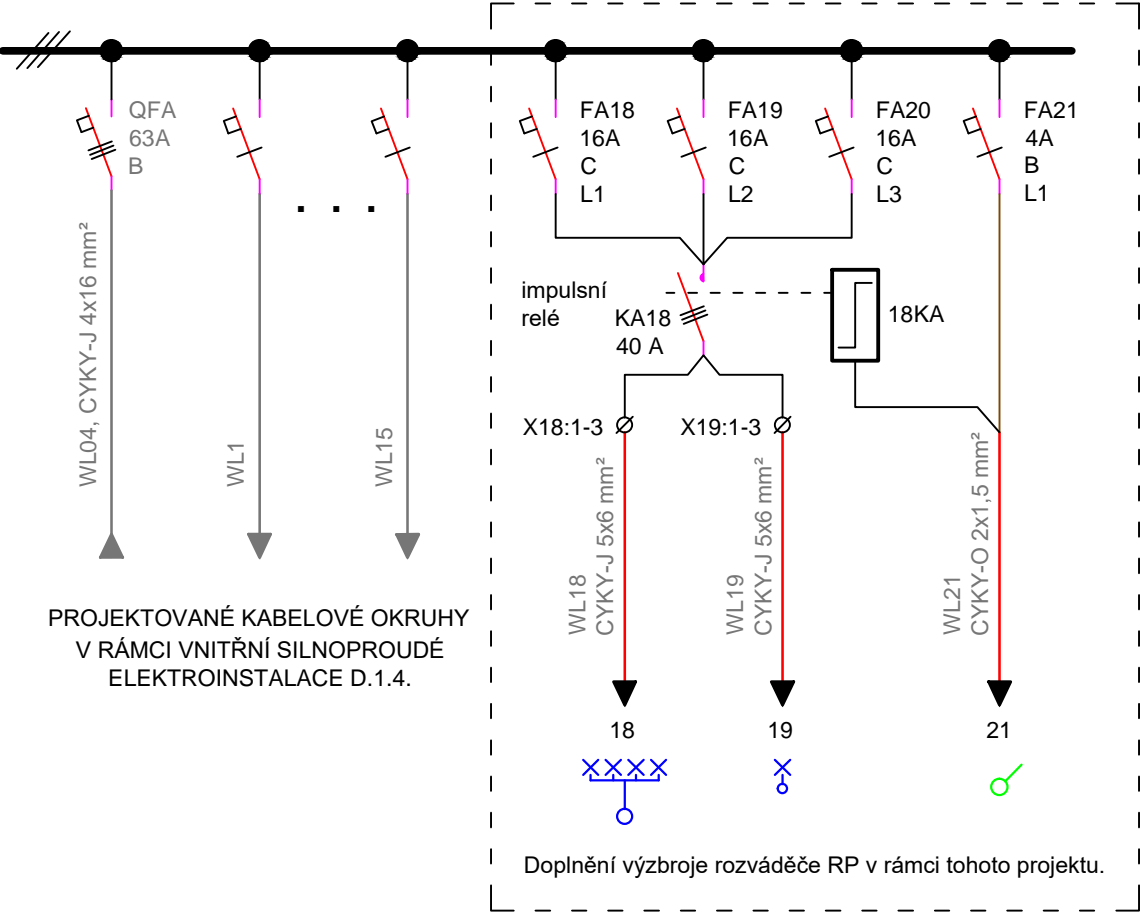 QFA
63A
B
FA18
16A
C
L1
FA19
16A
C
L2
FA20
16A
C
L3
FA21
4A
B
L1
. . .
impulsní
relé
KA18
40 A
18KA
X18:1-3
X19:1-3
WL04, CYKY-J 4x16 mm²
WL1
WL15
WL18
CYKY-J 5x6 mm²
WL19
CYKY-J 5x6 mm²
WL21
CYKY-O 2x1,5 mm²
PROJEKTOVANÉ KABELOVÉ OKRUHY
V RÁMCI VNITŘNÍ SILNOPROUDÉ
ELEKTROINSTALACE D.1.4.
18
19
21
Doplnění výzbroje rozváděče RP v rámci tohoto projektu.